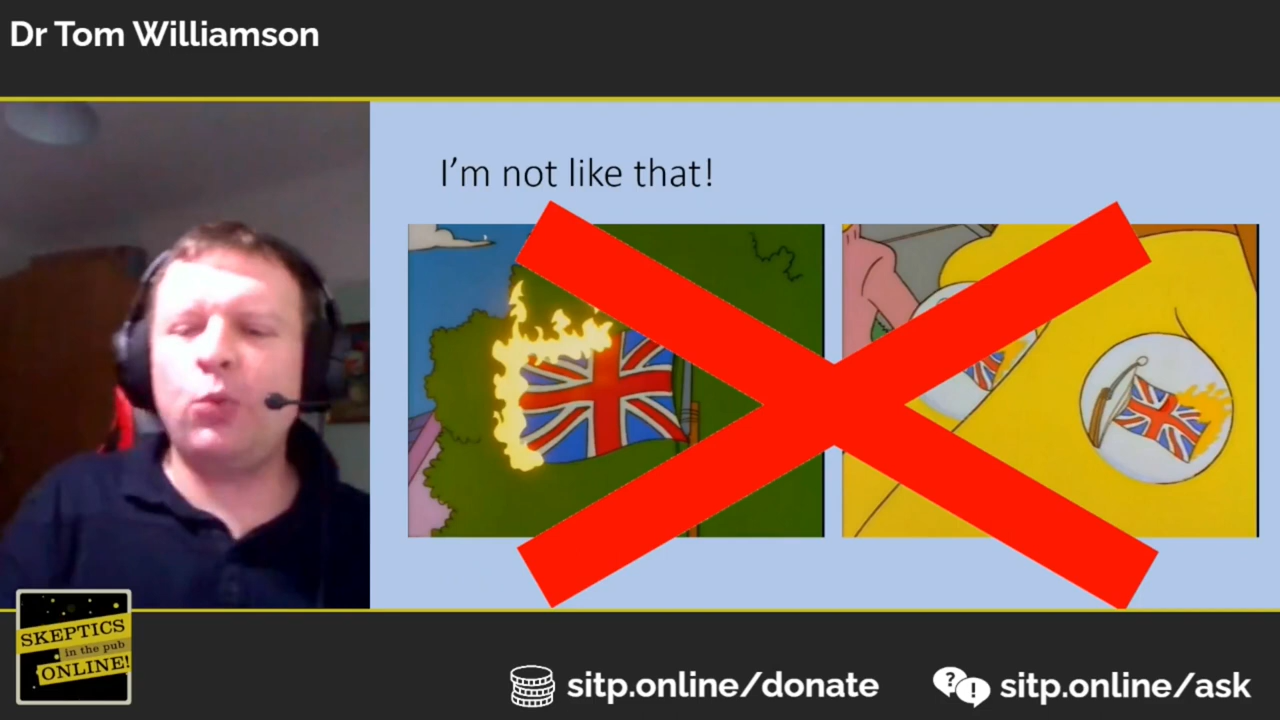 Dr Tom Williamson
I'm not like that!
SKEPTICS
in the pub
ONLINE!
sitp.online/donate
? ! sitp.online/ask